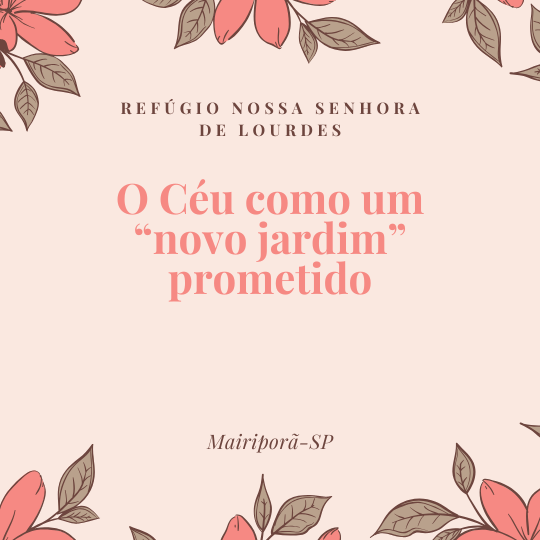 REFÚGIO NOSSA SENHORA
DE LOURDES
O Céu como um
“novo jardim”
prometido
Mairiporã-SP